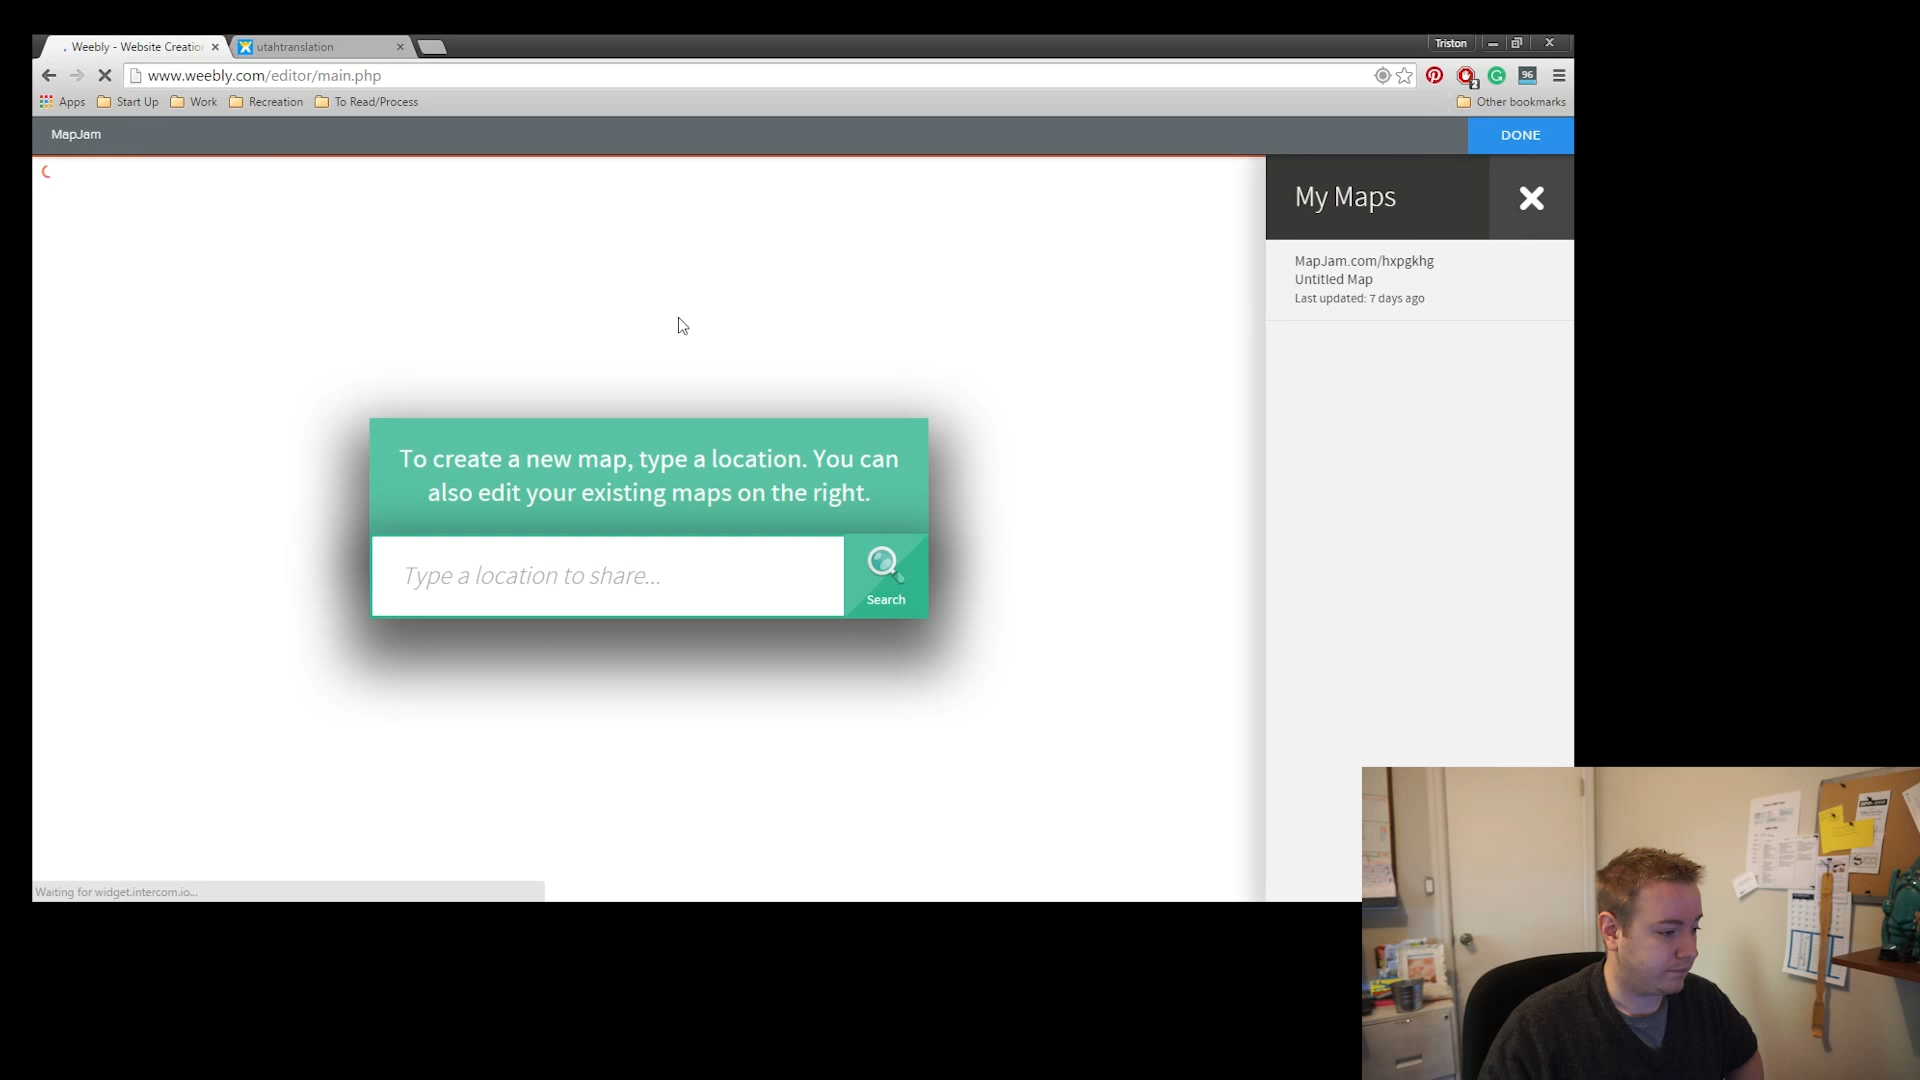 Weebly - Website Creatio
utahtranslation
Triston
www.weebly.com/editor/main.php
2
96
Apps
Start Up
Work
Recreation
To Read/Process
Other bookmarks
MapJam
DONE
My Maps
MapJam.com/hxpgkhg
Untitled Map
Last updated: 7 days ago
To create a new map, type a location. You can
also edit your existing maps on the right.
Type a location to share...
Search
Waiting for widget.intercom.io...